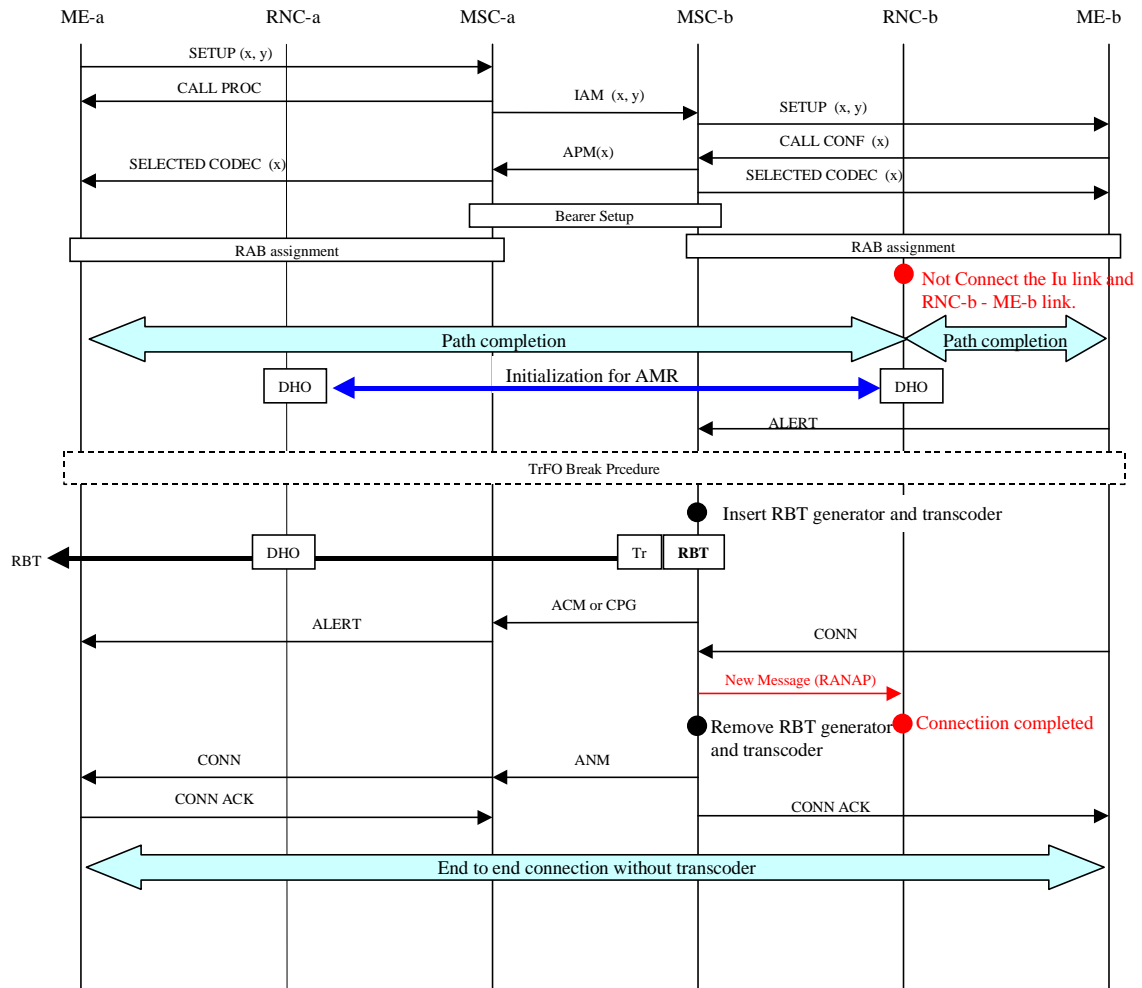 ME-a RNC-a MSC-a MSC-b RNC-b ME-b
SETUP (x, y)
CALL PROC
IAM (x, y)
SETUP (x, y)
CALL CONF (x)
APM(x)
SELECTED CODEC (x)
SELECTED CODEC (x)
Bearer Setup
RAB assignment
RAB assignment
Not Connect the Iu link and
RNC-b - ME-b link.
Path completion
Path completion
DHO
Initialization for AMR
DHO
ALERT
TrFO Break Prcedure
Insert RBT generator and transcoder
RBT
DHO
Tr
RBT
ACM or CPG
ALERT
CONN
New Message (RANAP)
Remove RBT generator
and transcoder
Connectiion completed
CONN
ANM
CONN ACK
CONN ACK
End to end connection without transcoder